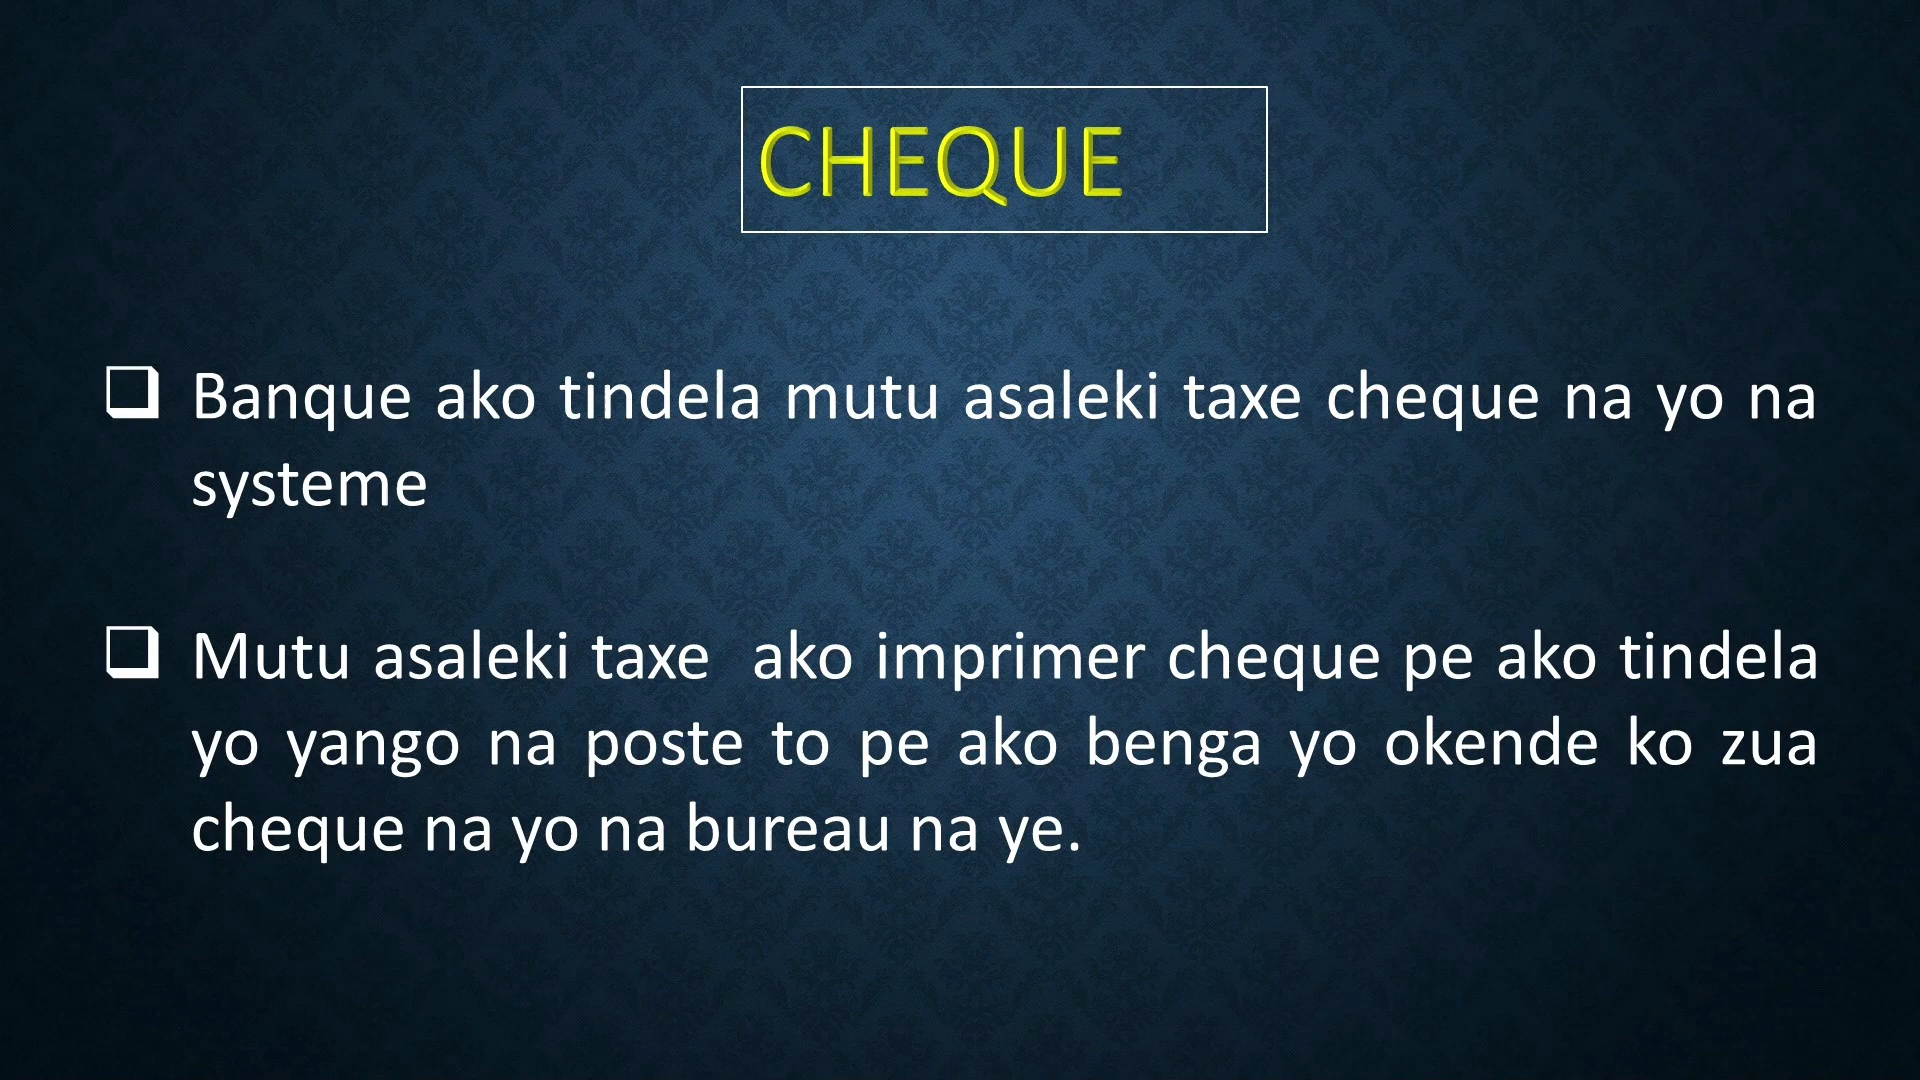 CHEQUE
Banque ako tindela mutu asaleki taxe cheque na yo na
systeme
Mutu asaleki taxe ako imprimer cheque pe ako tindela
yo yango na poste to pe ako benga yo okende ko zua
cheque na yo na bureau na ye.